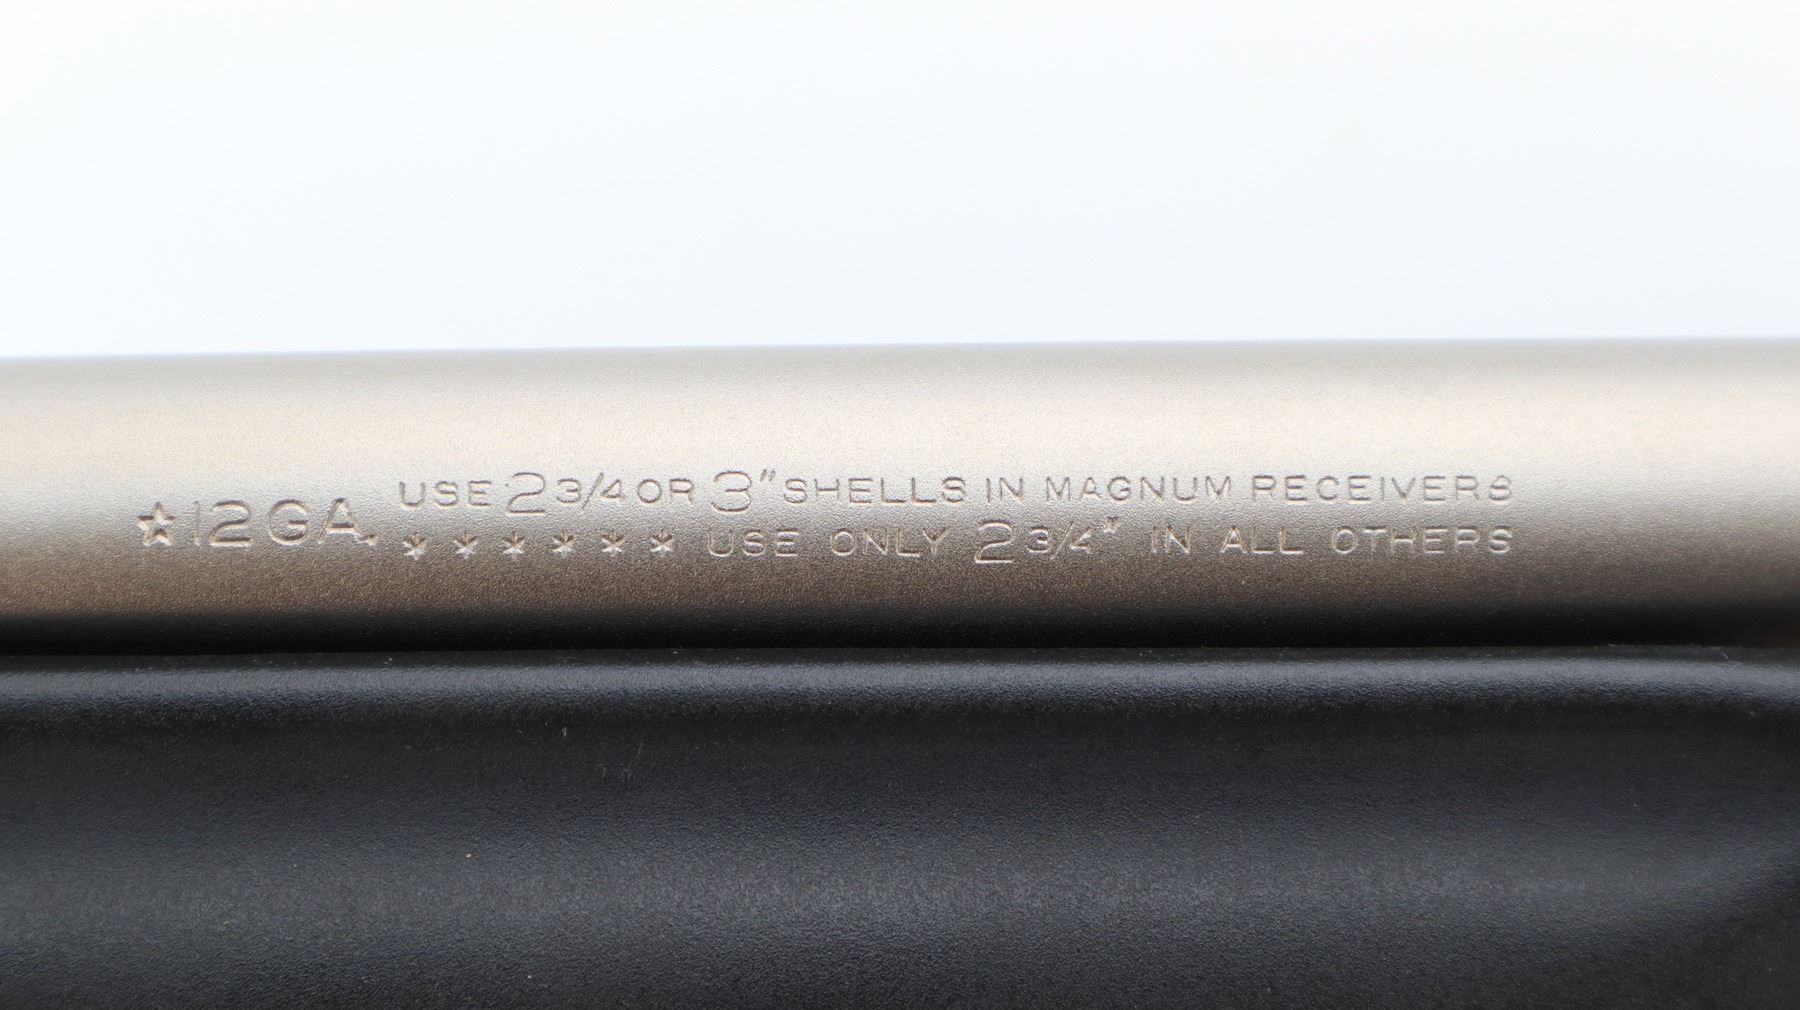 ☆12GA. USE 2 3/4 OR 3" SHELLS IN MAGNUM RECEIVERS
****** USE ONLY 2 3/4" IN ALL OTHERS